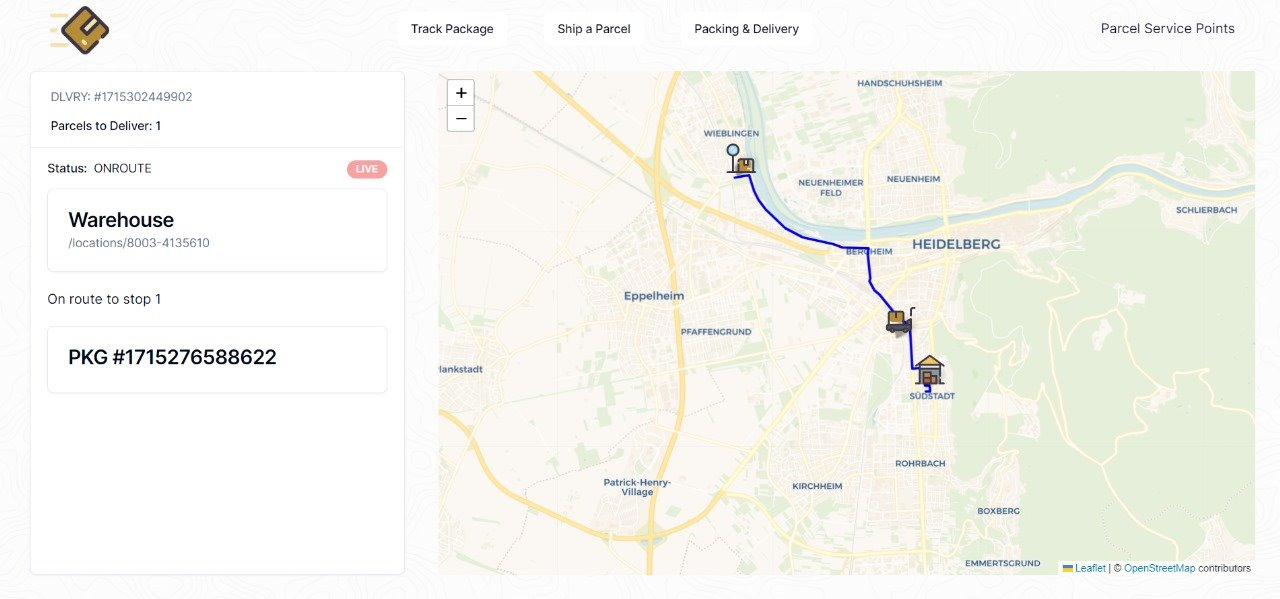 Track Package
Ship a Parcel
Packing & Delivery
Parcel Service Points
DLVRY: #1715302449902
Parcels to Deliver: 1
Status: ONROUTE
LIVE
Warehouse
/locations/8003-4135610
On route to stop 1
PKG #1715276588622
+
−
HANDSCHUHSHEIM
WIEBLINGEN
NEUENHEIMER
FELD
NEUENHEIM
SCHLIERBACH
HEIDELBERG
BERGHEIM
Eppelheim
PFAFFENGRUND
lankstadt
SÜDSTADT
ROHRBACH
Patrick-Henry-
Village
KIRCHHEIM
BOXBERG
EMMERTSGRUND
Leaflet | © OpenStreetMap contributors